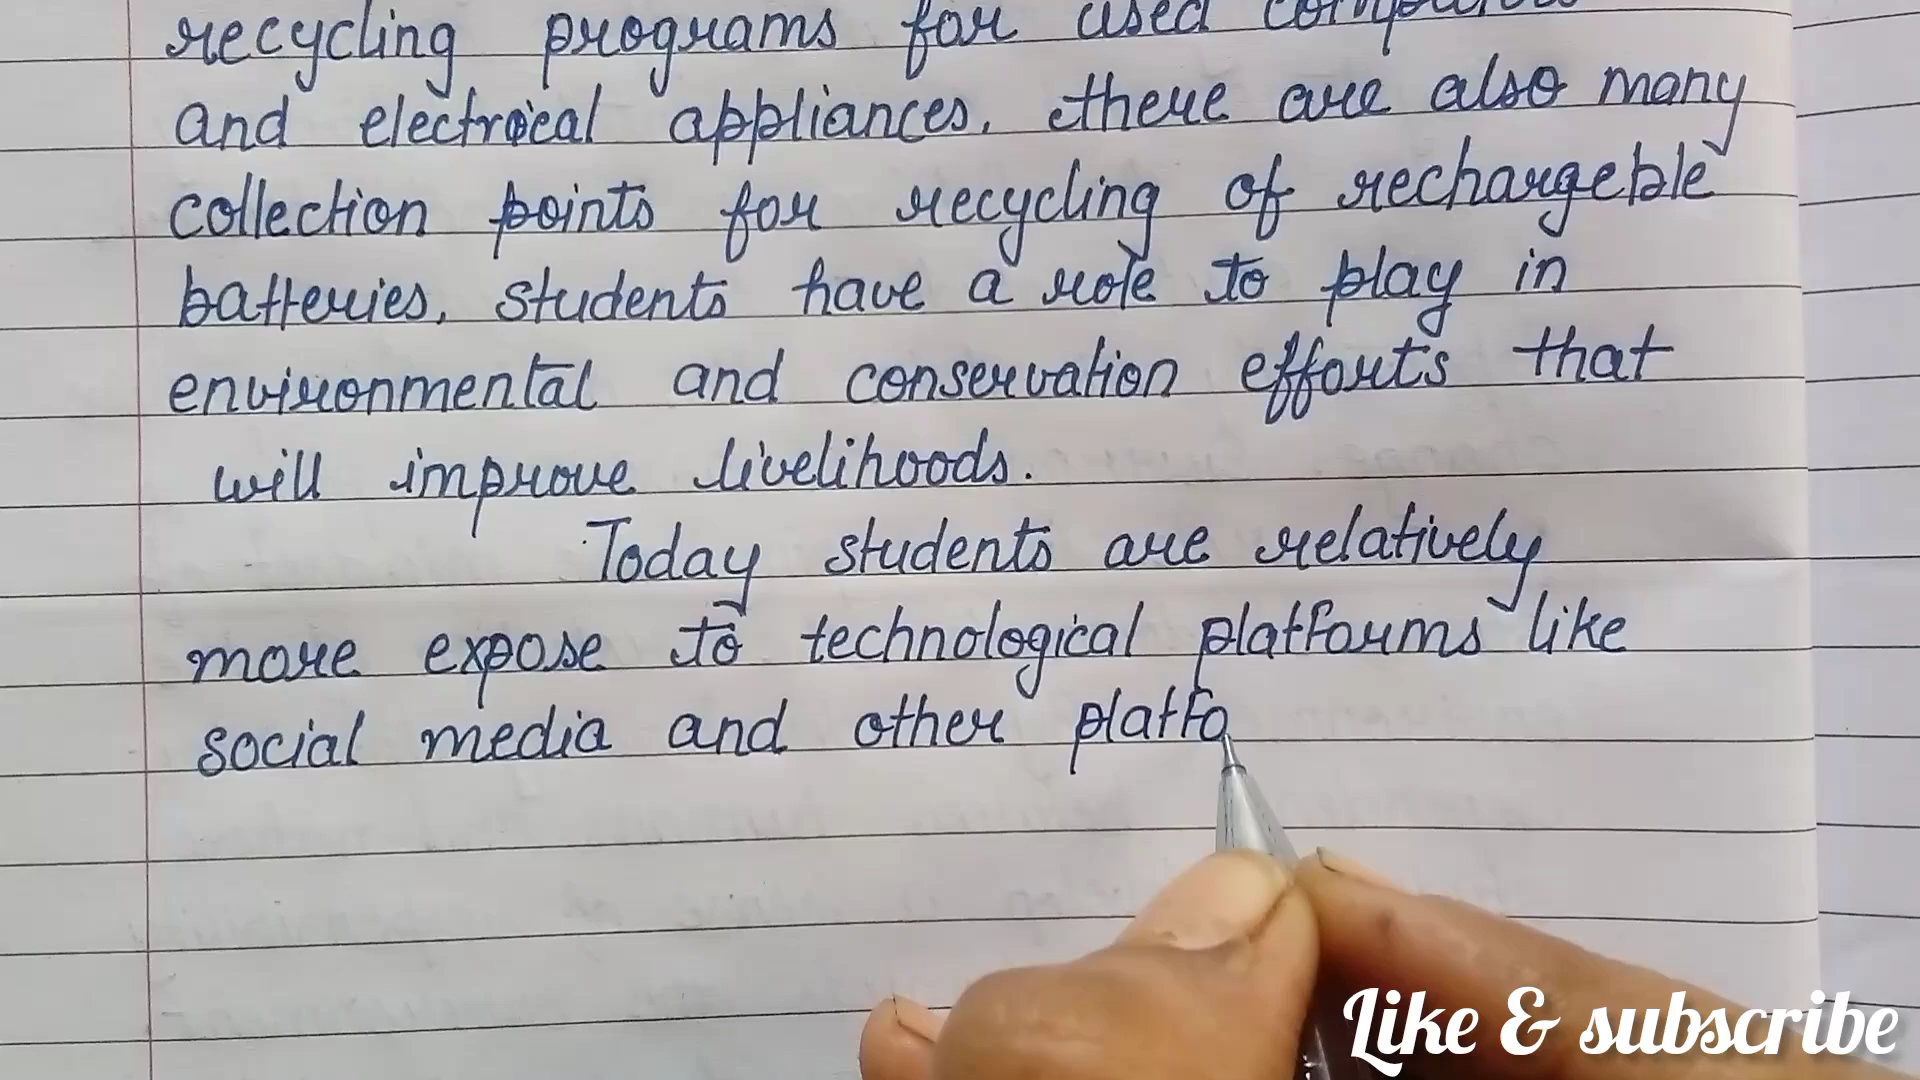 recycling programs for used computers
and electrical appliances, there are also many
collection points for recycling of rechargeble
batteries, students have a role to play in
environmental and conservation efforts that
will improve livelihoods.
Today students are relatively
more expose to technological platforms like
social media and other platfo
Like & subscribe